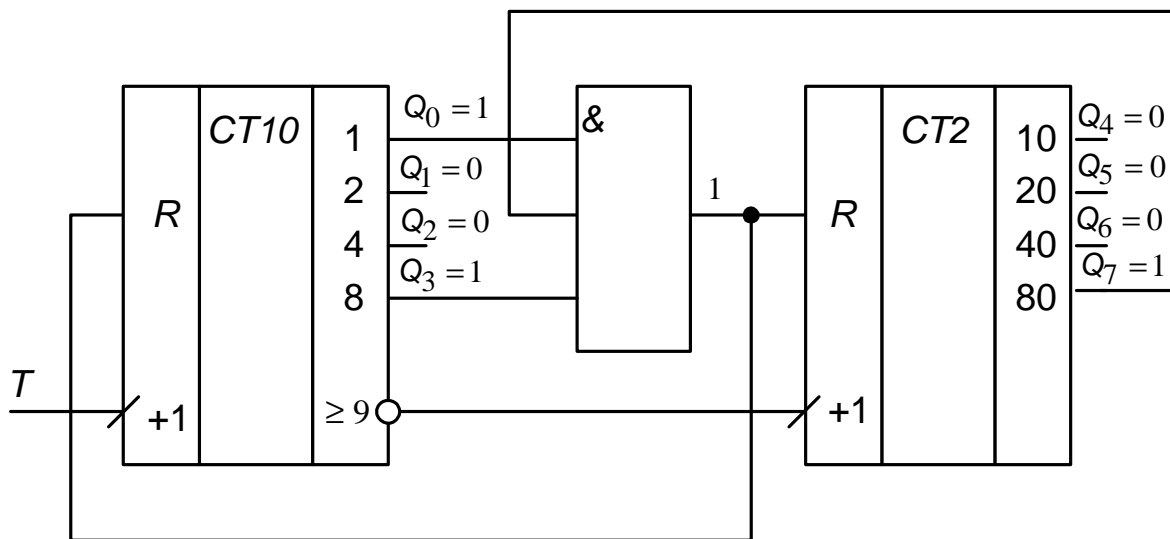 CT10
R
T
+1
1
2
4
8
≥ 9
Q₀ = 1
Q₁ = 0
Q₂ = 0
Q₃ = 1
&
1
CT2
R
+1
10
20
40
80
Q₄ = 0
Q₅ = 0
Q₆ = 0
Q₇ = 1